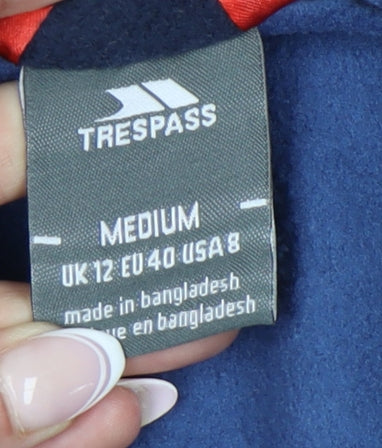 TRESPASS
MEDIUM
UK 12 EU 40 USA 8
made in bangladesh
en bangladesh